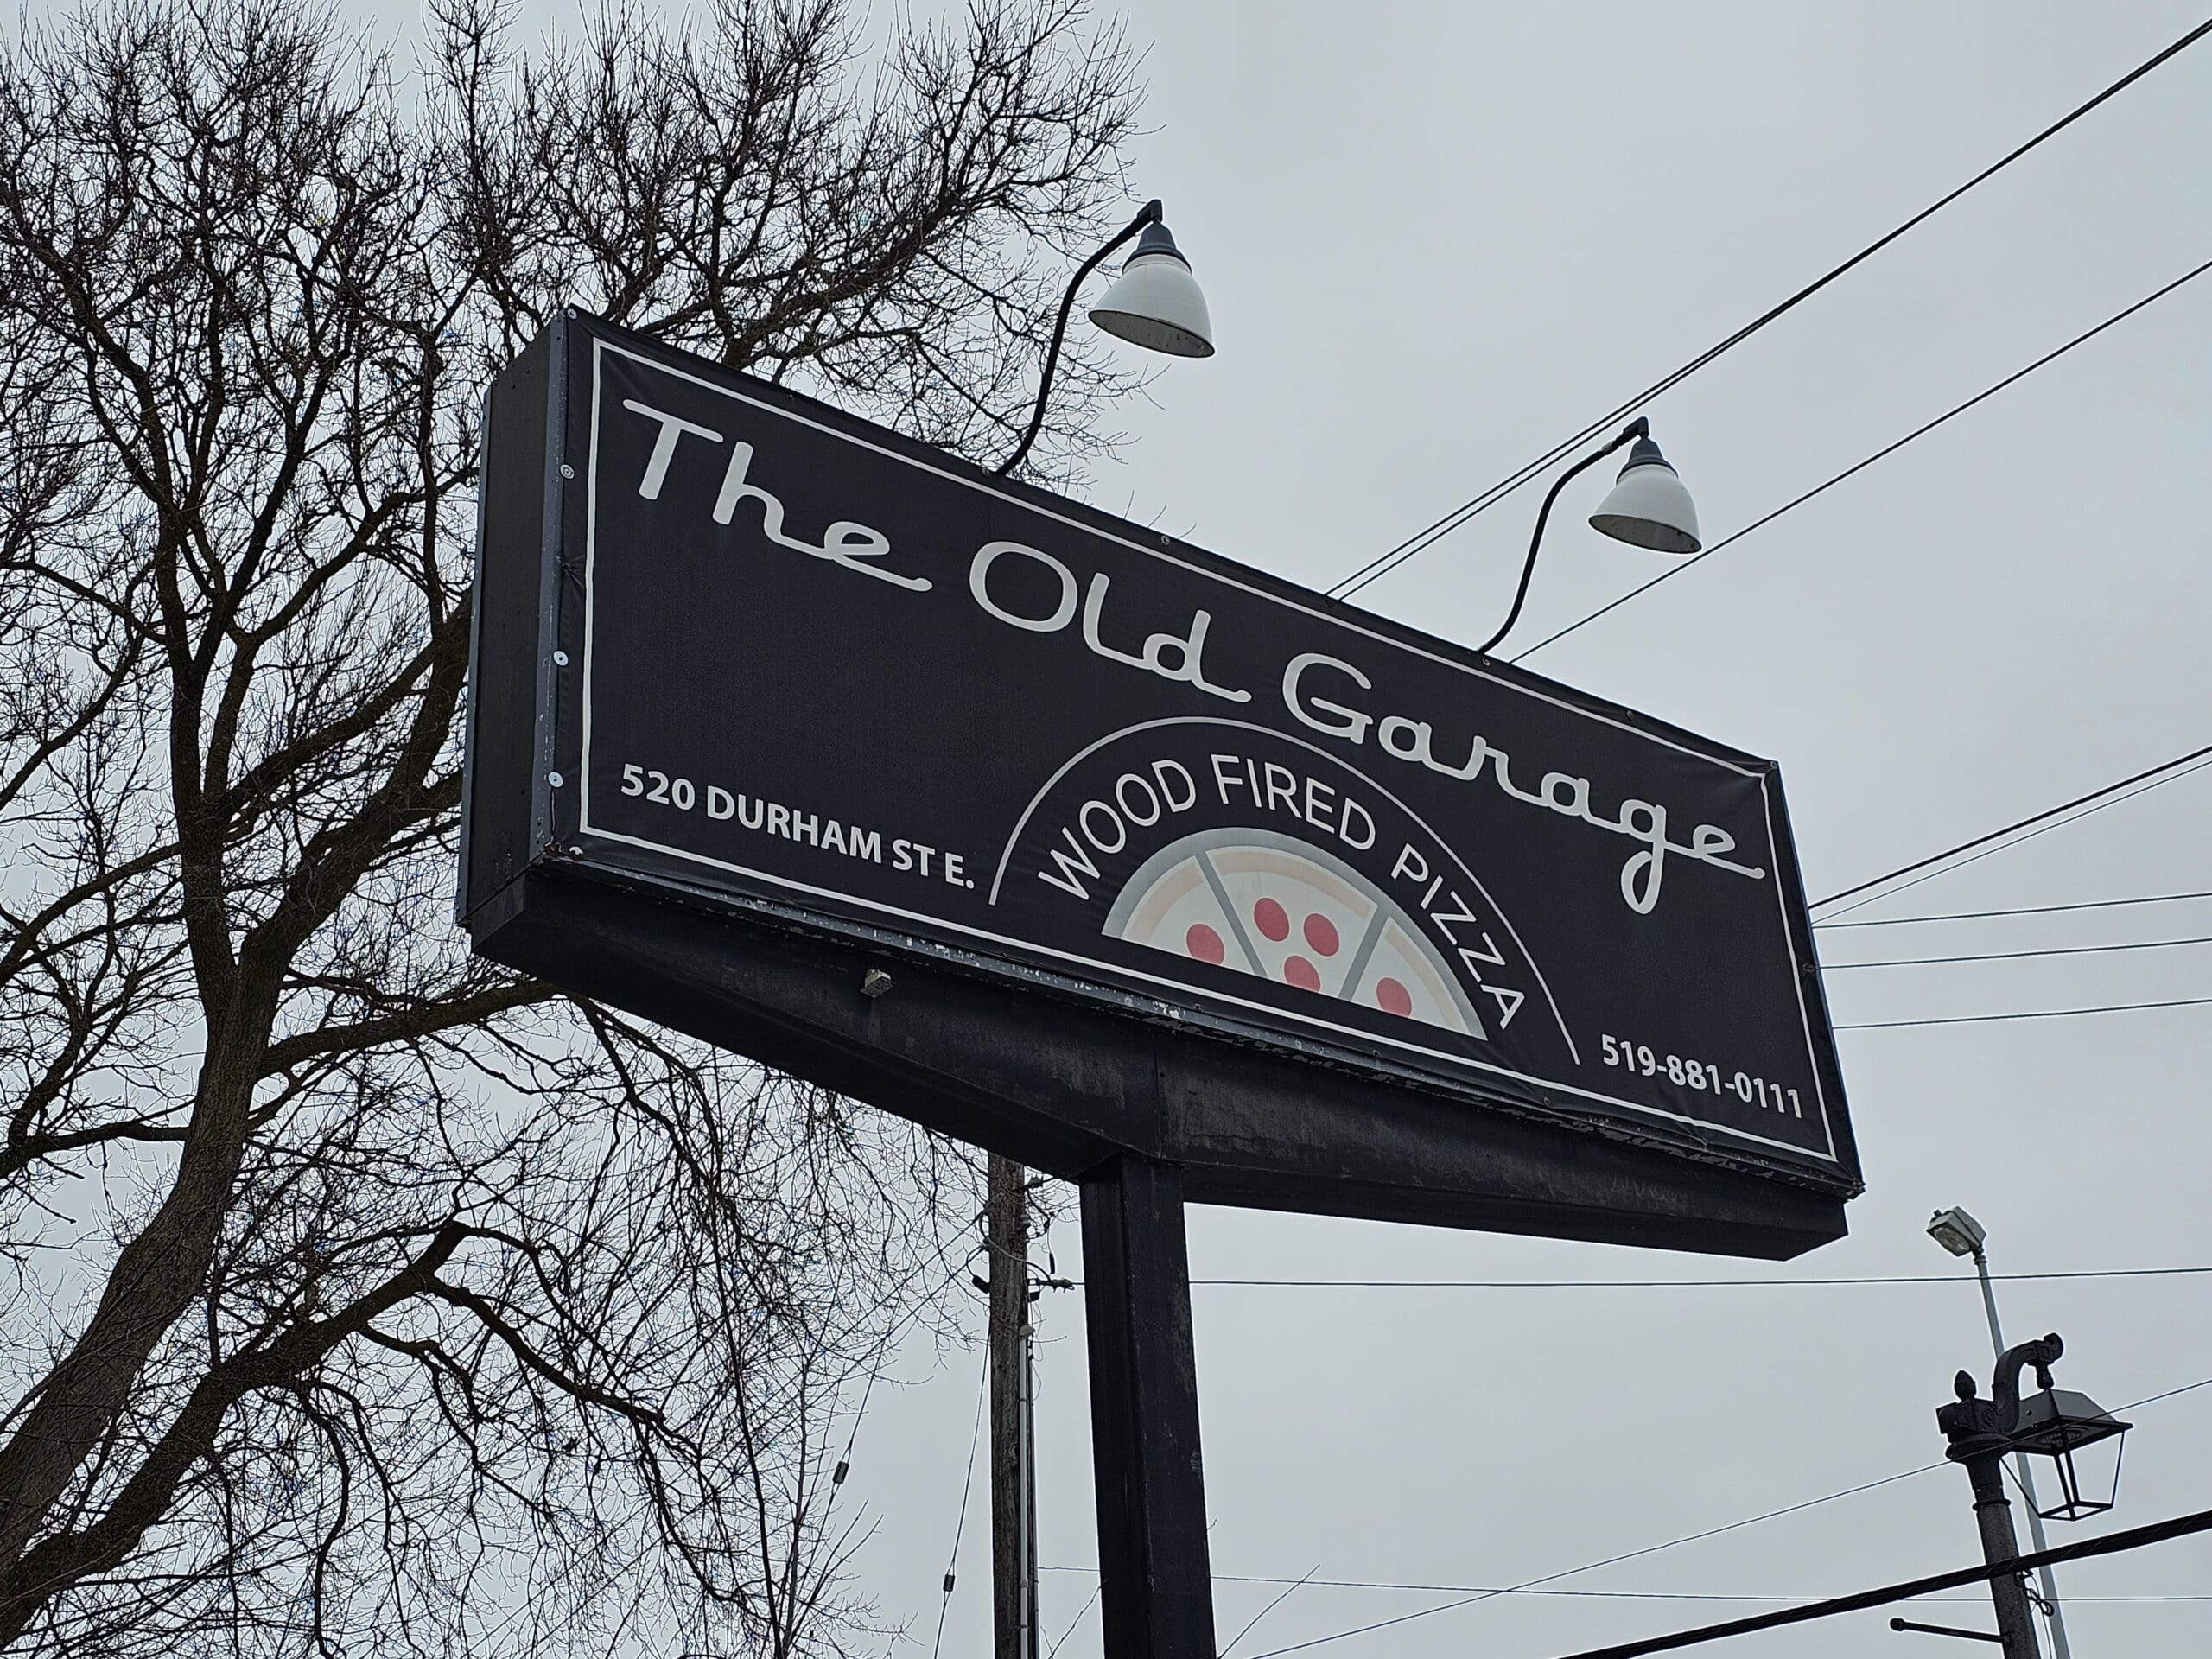 The Old Garage
WOOD FIRED PIZZA
520 DURHAM ST E.
519-881-0111